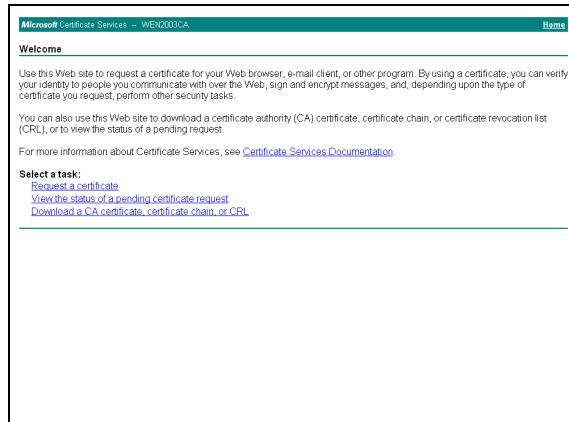 Microsoft Certificate Services -- WEN2003CA Home
Welcome
Use this Web site to request a certificate for your Web browser, e-mail client, or other program. By using a certificate, you can verify
your identity to people you communicate with over the Web, sign and encrypt messages, and, depending upon the type of
certificate you request, perform other security tasks.
You can also use this Web site to download a certificate authority (CA) certificate, certificate chain, or certificate revocation list
(CRL), or to view the status of a pending request.
For more information about Certificate Services, see Certificate Services Documentation.
Select a task:
Request a certificate
View the status of a pending certificate request
Download a CA certificate, certificate chain, or CRL